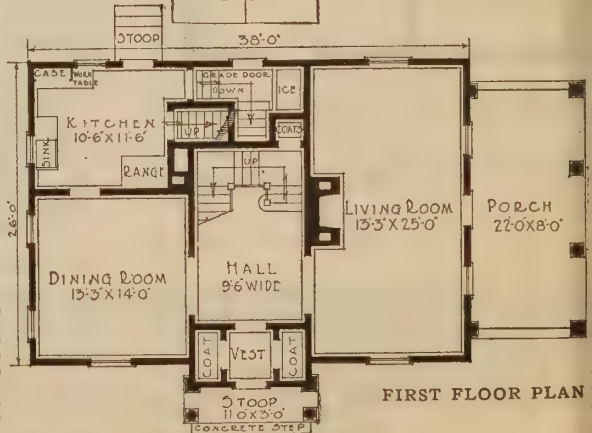 STOOP
38'-0"
CASE
WORK
TABLE
GRADE DOOR
DOWN
ICE
KITCHEN
10'-6"X11'-6"
UP
COATS
SINK
RANGE
UP
26'-0"
LIVING ROOM
13'-3"X25'-0"
PORCH
22'-0"X8'-0"
DINING ROOM
13'-3"X14'-0"
HALL
9'6"WIDE
COAT
VEST
COAT
STOOP
11'0"X3'-0"
CONCRETE STEP
FIRST FLOOR PLAN